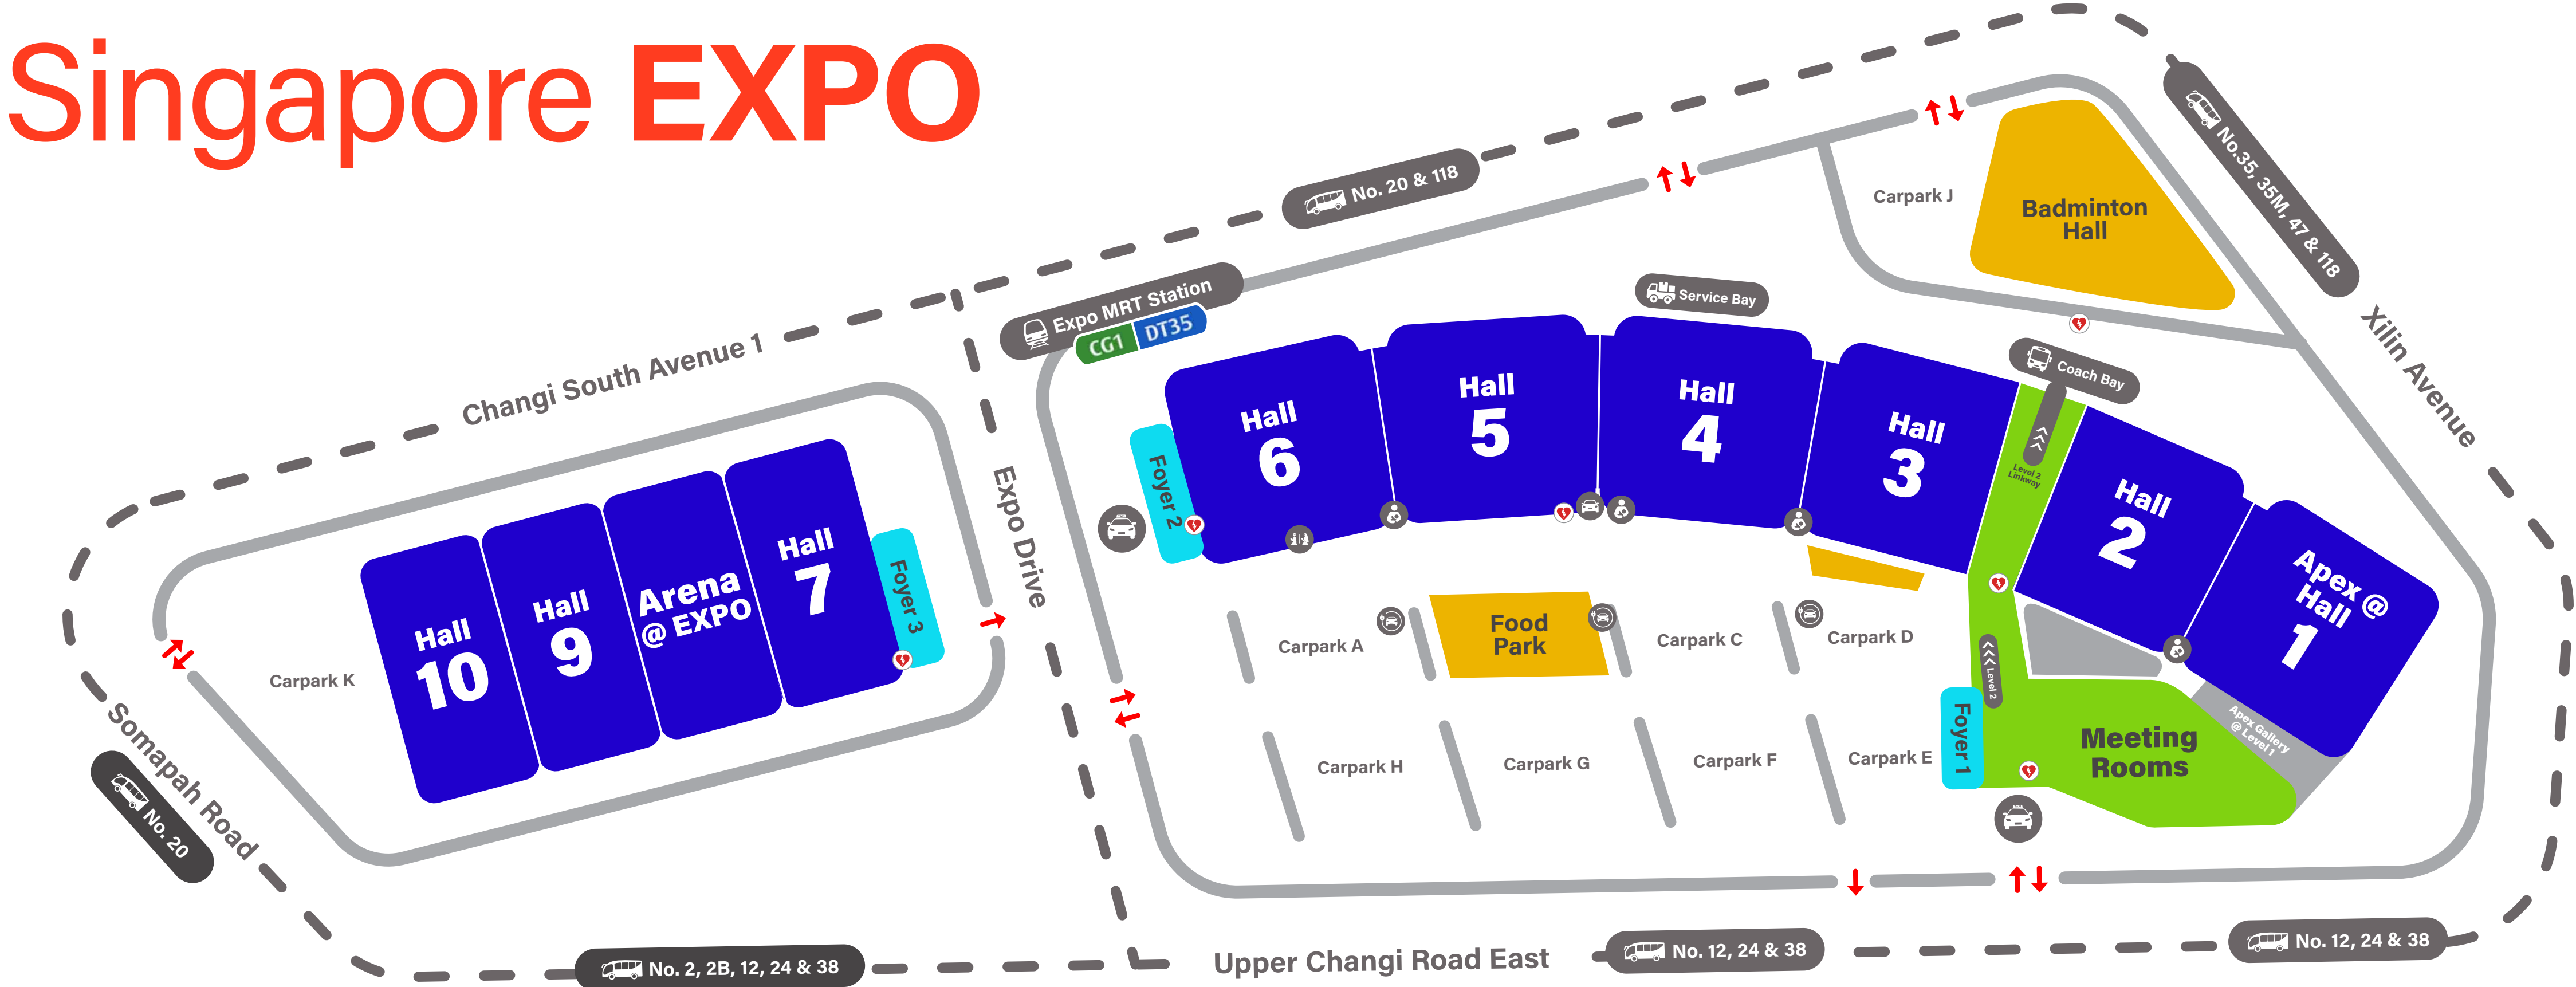 Singapore EXPO
No. 20 & 118
No.35, 35M, 47 & 118
Xilin Avenue
Changi South Avenue 1
Expo MRT Station
CG1
DT35
Carpark J
Badminton
Hall
Service Bay
Coach Bay
Level 2
Linkway
Hall
6
Hall
5
Hall
4
Hall
3
Hall
2
Apex @
Hall
1
Foyer 2
Expo Drive
Hall
10
Hall
9
Arena
@ EXPO
Hall
7
Foyer 3
Carpark K
Somapah Road
No. 20
Carpark A
Food
Park
Carpark C
Carpark D
Level 2
Carpark H
Carpark G
Carpark F
Carpark E
Foyer 1
Meeting
Rooms
Apex Gallery
@ Level 1
No. 2, 2B, 12, 24 & 38
Upper Changi Road East
No. 12, 24 & 38
No. 12, 24 & 38